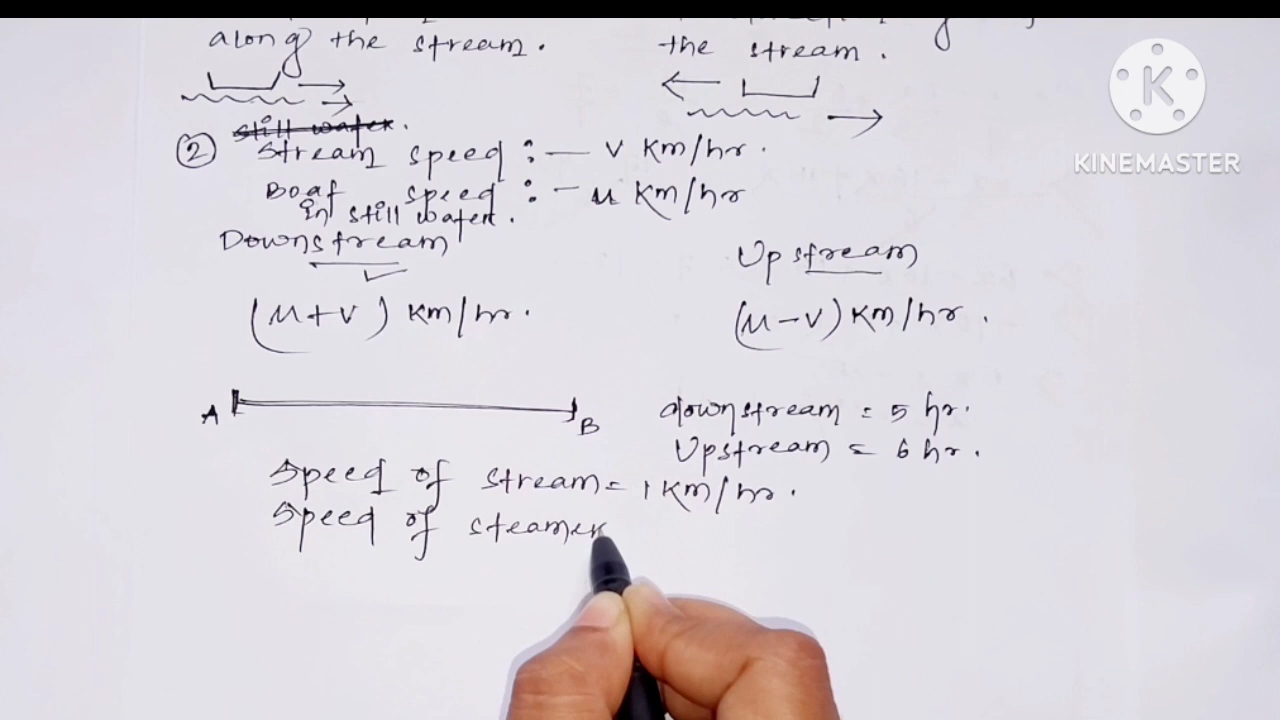 along the stream.
the stream.
still water.
② Stream speed :— v km/hr.
Boat speed :— u km/hr
in still water.
Downstream
Upstream
(u+v) km/hr.
(u-v) km/hr.
A
B
downstream = 5 hr.
Upstream = 6 hr.
Speed of stream = 1 km/hr.
Speed of steamer
KINEMASTER